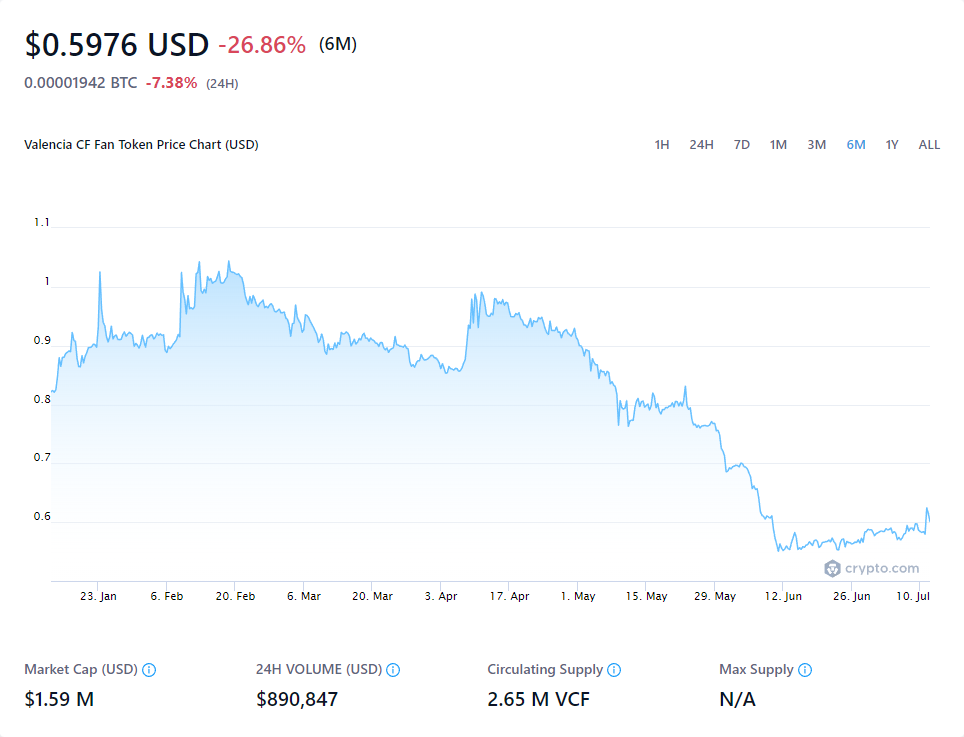 $0.5976 USD -26.86% (6M)
0.00001942 BTC -7.38% (24H)
Valencia CF Fan Token Price Chart (USD)
1H 24H 7D 1M 3M 6M 1Y ALL
1.1
1
0.9
0.8
0.7
0.6
crypto.com
23. Jan 6. Feb 20. Feb 6. Mar 20. Mar 3. Apr 17. Apr 1. May 15. May 29. May 12. Jun 26. Jun 10. Jul
Market Cap (USD) 24H VOLUME (USD) Circulating Supply Max Supply
$1.59 M $890,847 2.65 M VCF N/A